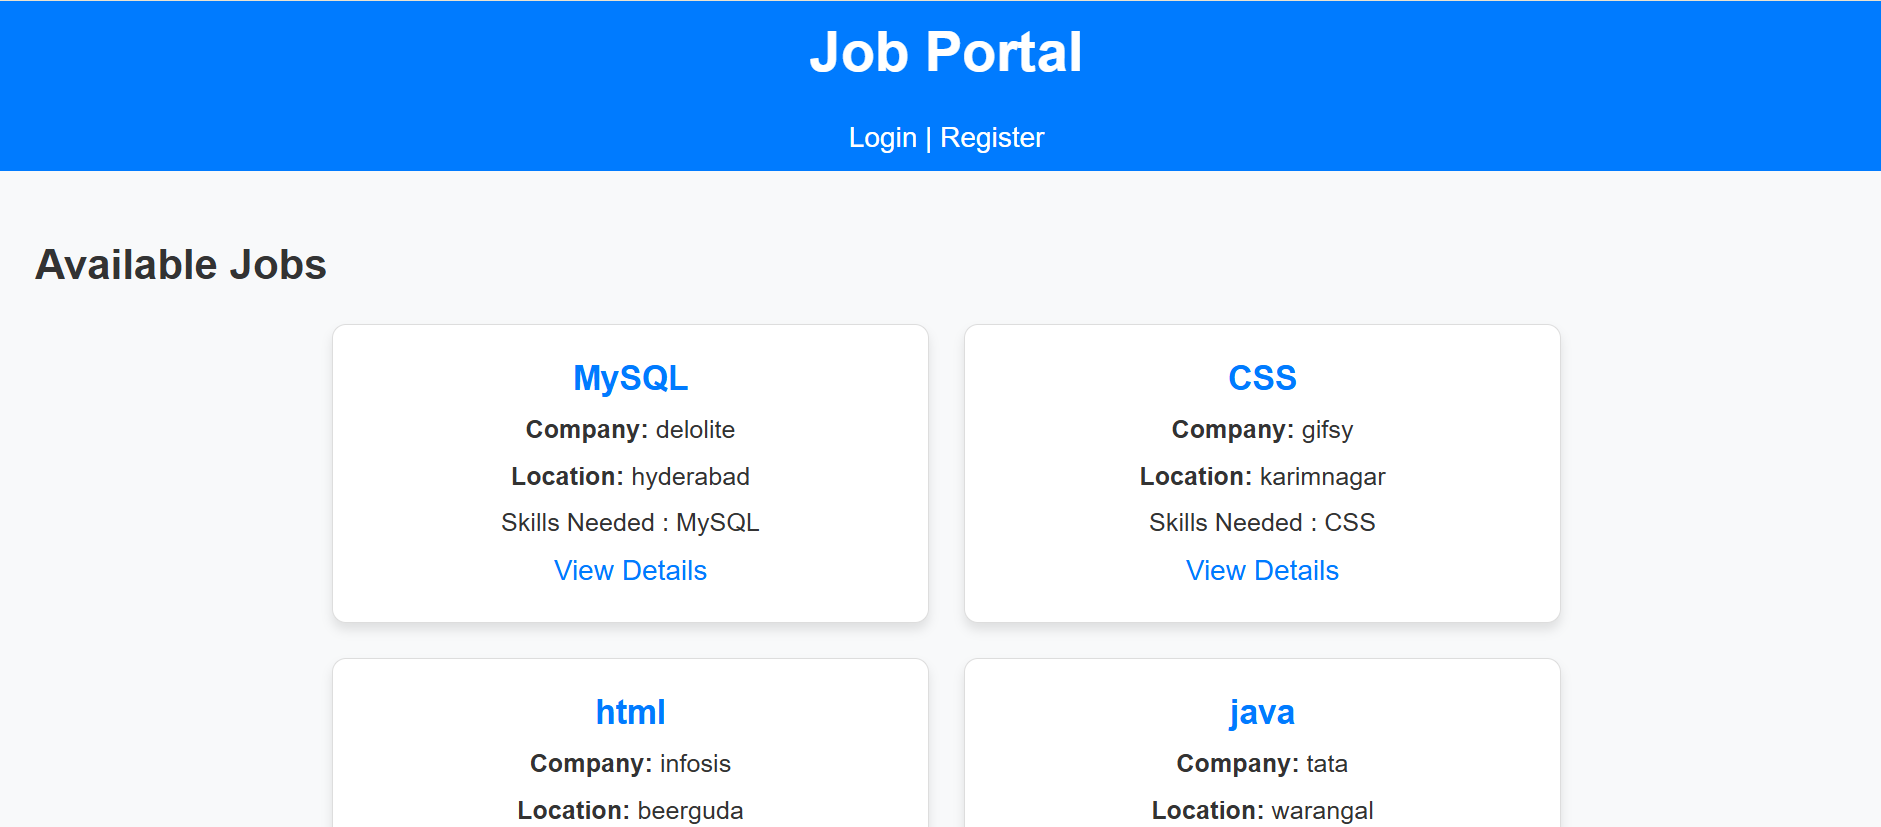 Job Portal
Login | Register
Available Jobs
MySQL
Company: delolite
Location: hyderabad
Skills Needed : MySQL
View Details
CSS
Company: gifsy
Location: karimnagar
Skills Needed : CSS
View Details
html
Company: infosis
Location: beerguda
java
Company: tata
Location: warangal